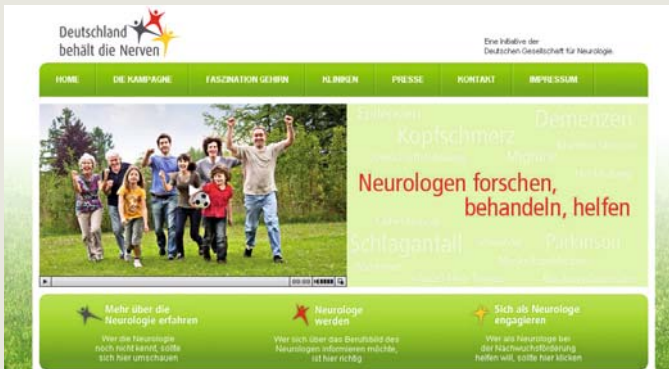 Deutschland
behält die Nerven
Eine Initiative der
Deutschen Gesellschaft für Neurologie.
HOME DIE KAMPAGNE FASZINATION GEHIRN KLINIKEN PRESSE KONTAKT IMPRESSUM
Epilepsien
Demenzen
Kopfschmerz
Migräne
Neurologen forschen,
behandeln, helfen
Schlaganfall
Parkinson
00:00
Mehr über die
Neurologie erfahren
Wer die Neurologie
noch nicht kennt, sollte
sich hier umschauen
Neurologe
werden
Wer sich über das Berufsbild des
Neurologen informieren möchte,
ist hier richtig
Sich als Neurologe
engagieren
Wer als Neurologe bei
der Nachwuchsförderung
helfen will, sollte hier klicken